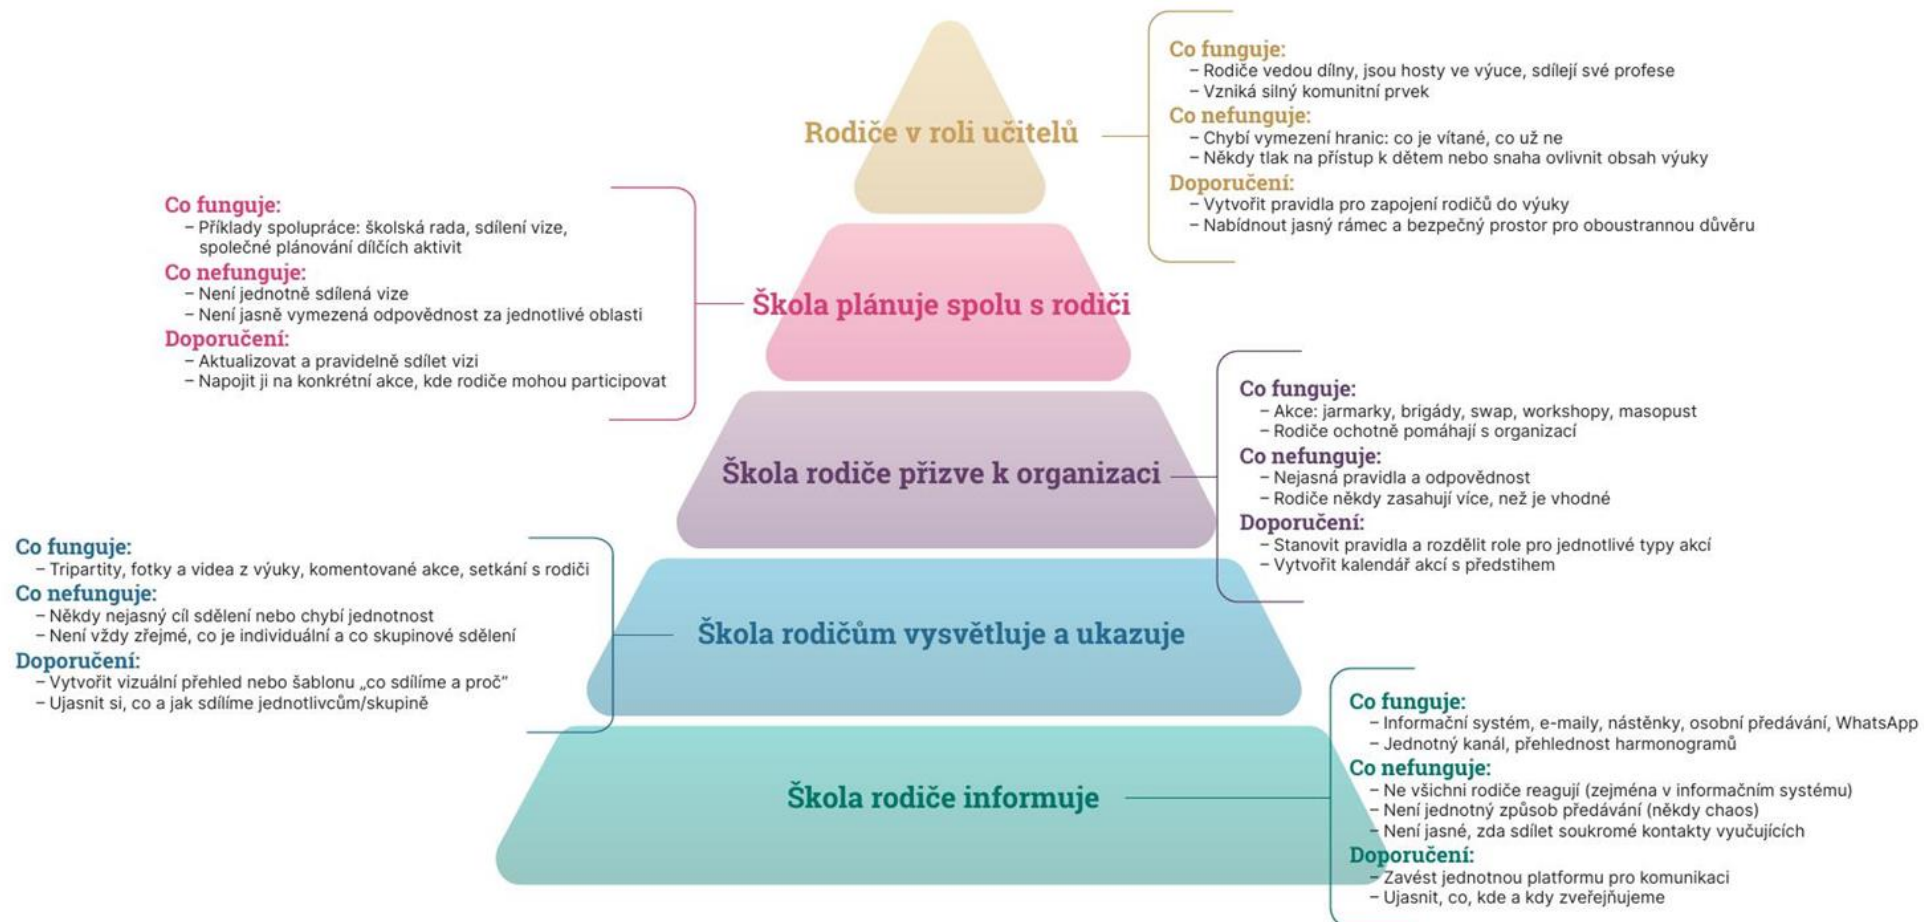 Rodiče v roli učitelů
Co funguje:
– Rodiče vedou dílny, jsou hosty ve výuce, sdílejí své profese
– Vzniká silný komunitní prvek
Co nefunguje:
– Chybí vymezení hranic: co je vítané, co už ne
– Někdy tlak na přístup k dětem nebo snaha ovlivnit obsah výuky
Doporučení:
– Vytvořit pravidla pro zapojení rodičů do výuky
– Nabídnout jasný rámec a bezpečný prostor pro oboustrannou důvěru
Škola plánuje spolu s rodiči
Co funguje:
– Příklady spolupráce: školská rada, sdílení vize,
společné plánování dílčích aktivit
Co nefunguje:
– Není jednotně sdílená vize
– Není jasně vymezená odpovědnost za jednotlivé oblasti
Doporučení:
– Aktualizovat a pravidelně sdílet vizi
– Napojit ji na konkrétní akce, kde rodiče mohou participovat
Škola rodiče přizve k organizaci
Co funguje:
– Akce: jarmarky, brigády, swap, workshopy, masopust
– Rodiče ochotně pomáhají s organizací
Co nefunguje:
– Nejasná pravidla a odpovědnost
– Rodiče někdy zasahují více, než je vhodné
Doporučení:
– Stanovit pravidla a rozdělit role pro jednotlivé typy akcí
– Vytvořit kalendář akcí s předstihem
Škola rodičům vysvětluje a ukazuje
Co funguje:
– Tripartity, fotky a videa z výuky, komentované akce, setkání s rodiči
Co nefunguje:
– Někdy nejasný cíl sdělení nebo chybí jednotnost
– Není vždy zřejmé, co je individuální a co skupinové sdělení
Doporučení:
– Vytvořit vizuální přehled nebo šablonu „co sdílíme a proč“
– Ujasnit si, co a jak sdílíme jednotlivcům/skupině
Škola rodiče informuje
Co funguje:
– Informační systém, e-maily, nástěnky, osobní předávání, WhatsApp
– Jednotný kanál, přehlednost harmonogramů
Co nefunguje:
– Ne všichni rodiče reagují (zejména v informačním systému)
– Není jednotný způsob předávání (někdy chaos)
– Není jasné, zda sdílet soukromé kontakty vyučujících
Doporučení:
– Zavést jednotnou platformu pro komunikaci
– Ujasnit, co, kde a kdy zveřejňujeme